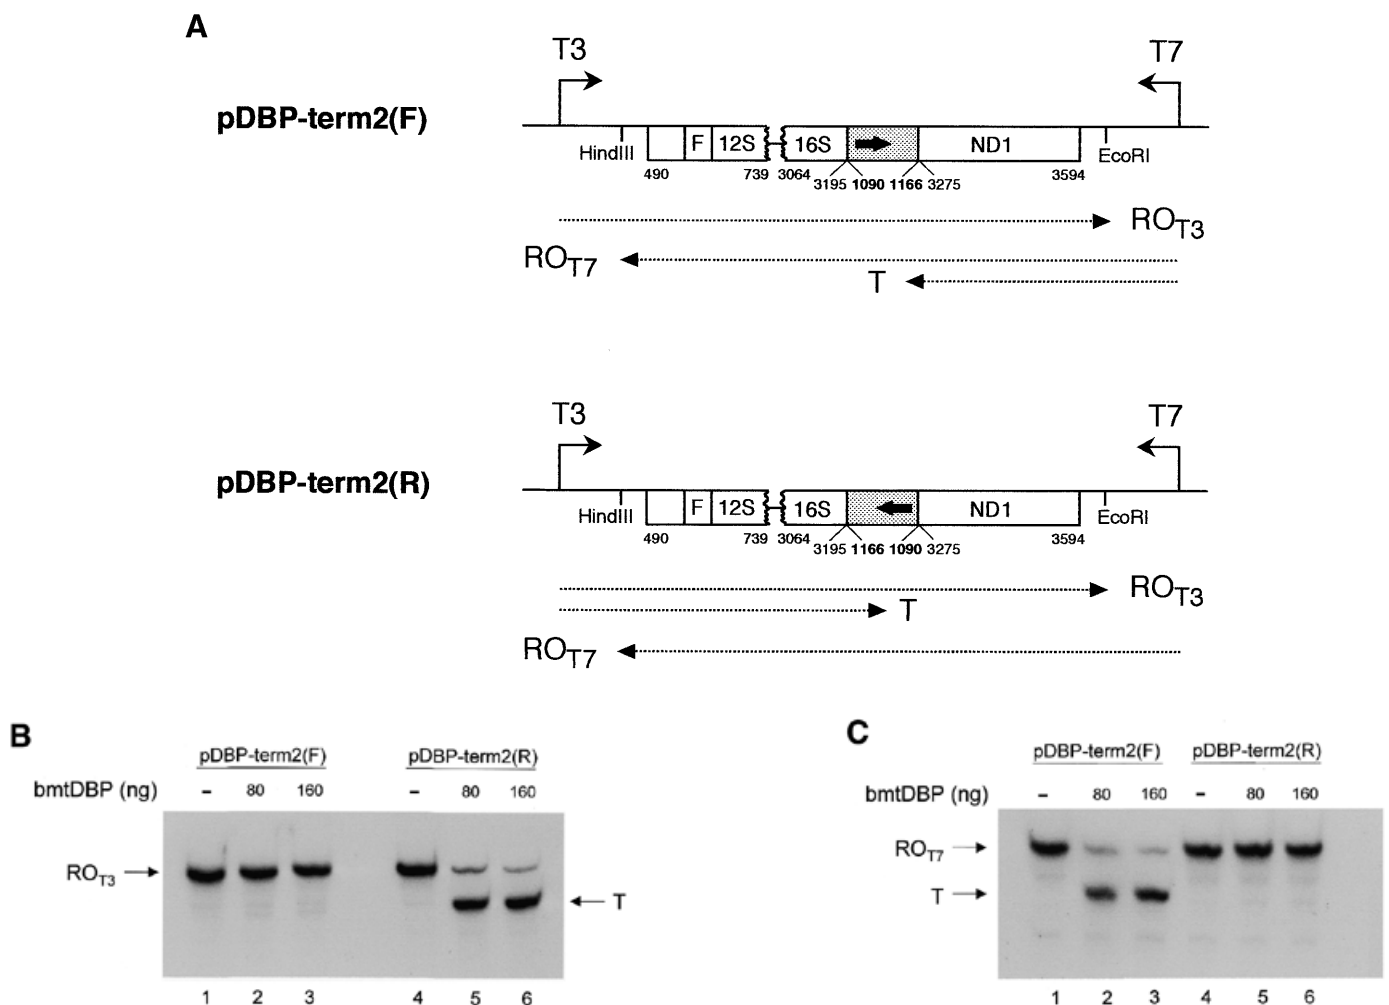 A
T3
T7
pDBP-term2(F)
HindIII
F
12S
16S
ND1
EcoRI
490
739
3064
3195
1090
1166
3275
3594
ROT3
ROT7
T
T3
T7
pDBP-term2(R)
HindIII
F
12S
16S
ND1
EcoRI
490
739
3064
3195
1166
1090
3275
3594
ROT3
T
ROT7
B
pDBP-term2(F)
pDBP-term2(R)
bmtDBP (ng)
– 80 160 – 80 160
ROT3
T
1 2 3 4 5 6
C
pDBP-term2(F)
pDBP-term2(R)
bmtDBP (ng)
– 80 160 – 80 160
ROT7
T
1 2 3 4 5 6